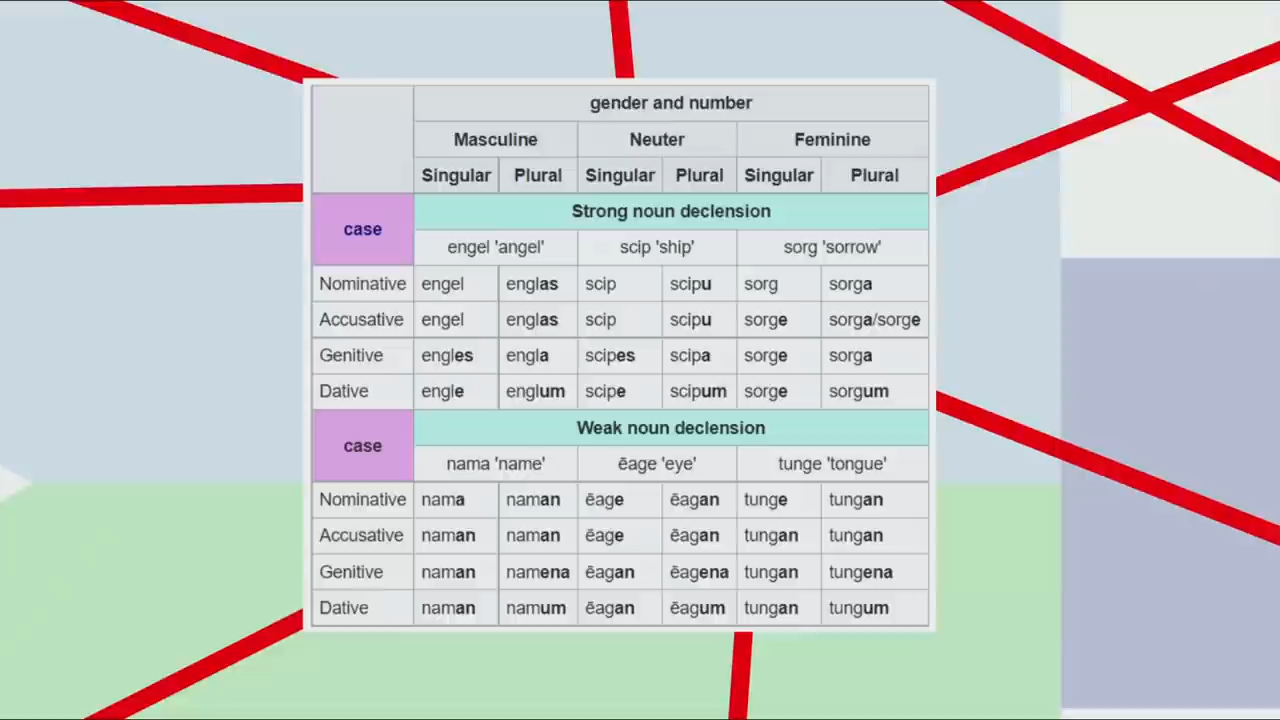 gender and number
Masculine Neuter Feminine
Singular Plural Singular Plural Singular Plural
case Strong noun declension
engel 'angel' scip 'ship' sorg 'sorrow'
Nominative engel englas scip scipu sorg sorga
Accusative engel englas scip scipu sorge sorga/sorge
Genitive engles engla scipes scipa sorge sorga
Dative engle englum scipe scipum sorge sorgum
case Weak noun declension
nama 'name' ēage 'eye' tunge 'tongue'
Nominative nama naman ēage ēagan tunge tungan
Accusative naman naman ēage ēagan tungan tungan
Genitive naman namena ēagan ēagena tungan tungena
Dative naman namum ēagan ēagum tungan tungum